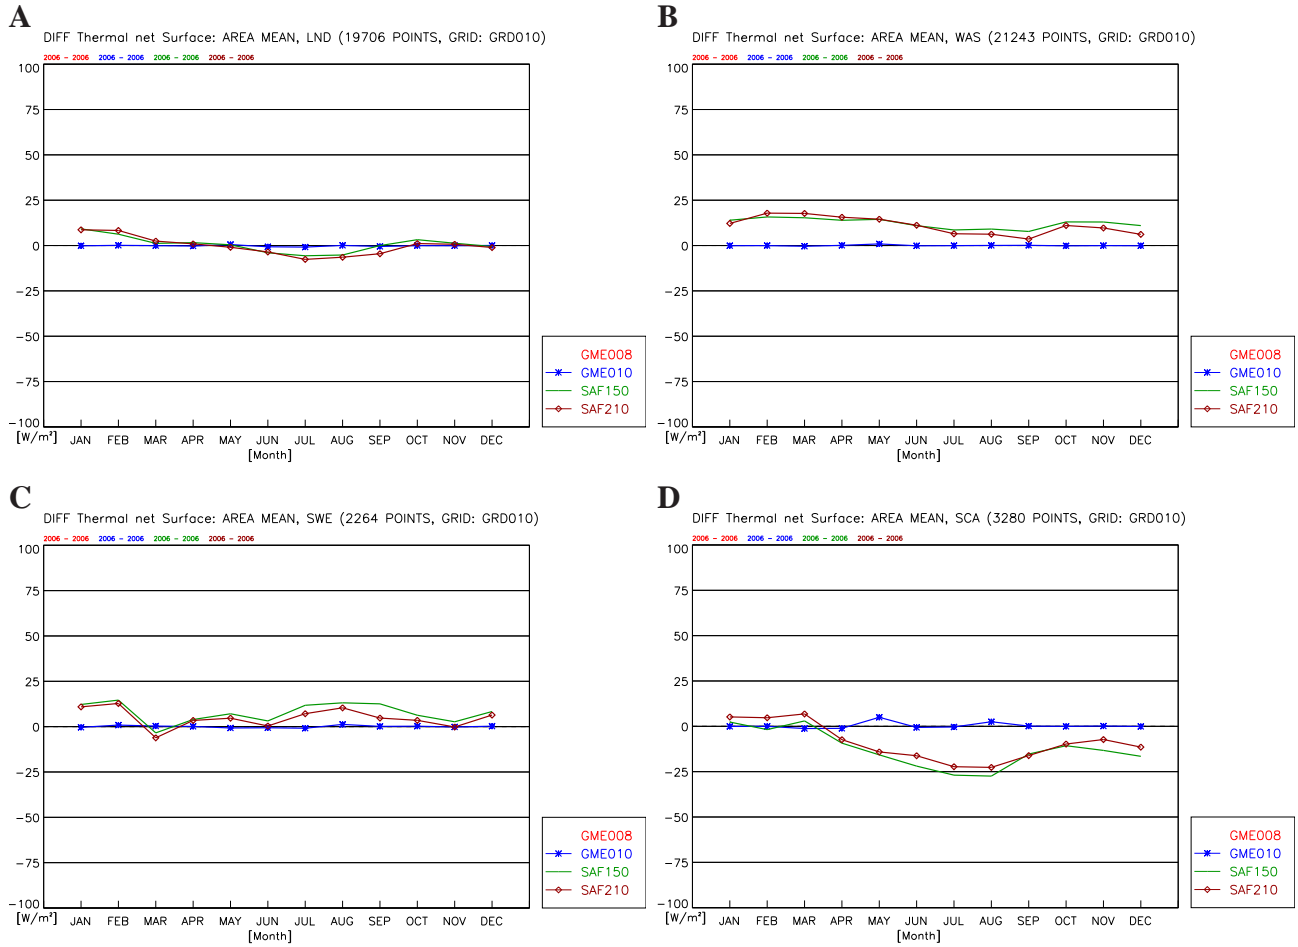 A
DIFF Thermal net Surface: AREA MEAN, LND (19706 POINTS, GRID: GRD010)
2006 - 2006 2006 - 2006 2006 - 2006 2006 - 2006
100
75
50
25
0
-25
-50
-75
-100
[W/m²]
JAN FEB MAR APR MAY JUN JUL AUG SEP OCT NOV DEC
[Month]
GME008
GME010
SAF150
SAF210
B
DIFF Thermal net Surface: AREA MEAN, WAS (21243 POINTS, GRID: GRD010)
2006 - 2006 2006 - 2006 2006 - 2006 2006 - 2006
100
75
50
25
0
-25
-50
-75
-100
[W/m²]
JAN FEB MAR APR MAY JUN JUL AUG SEP OCT NOV DEC
[Month]
GME008
GME010
SAF150
SAF210
C
DIFF Thermal net Surface: AREA MEAN, SWE (2264 POINTS, GRID: GRD010)
2006 - 2006 2006 - 2006 2006 - 2006 2006 - 2006
100
75
50
25
0
-25
-50
-75
-100
[W/m²]
JAN FEB MAR APR MAY JUN JUL AUG SEP OCT NOV DEC
[Month]
GME008
GME010
SAF150
SAF210
D
DIFF Thermal net Surface: AREA MEAN, SCA (3280 POINTS, GRID: GRD010)
2006 - 2006 2006 - 2006 2006 - 2006 2006 - 2006
100
75
50
25
0
-25
-50
-75
-100
[W/m²]
JAN FEB MAR APR MAY JUN JUL AUG SEP OCT NOV DEC
[Month]
GME008
GME010
SAF150
SAF210